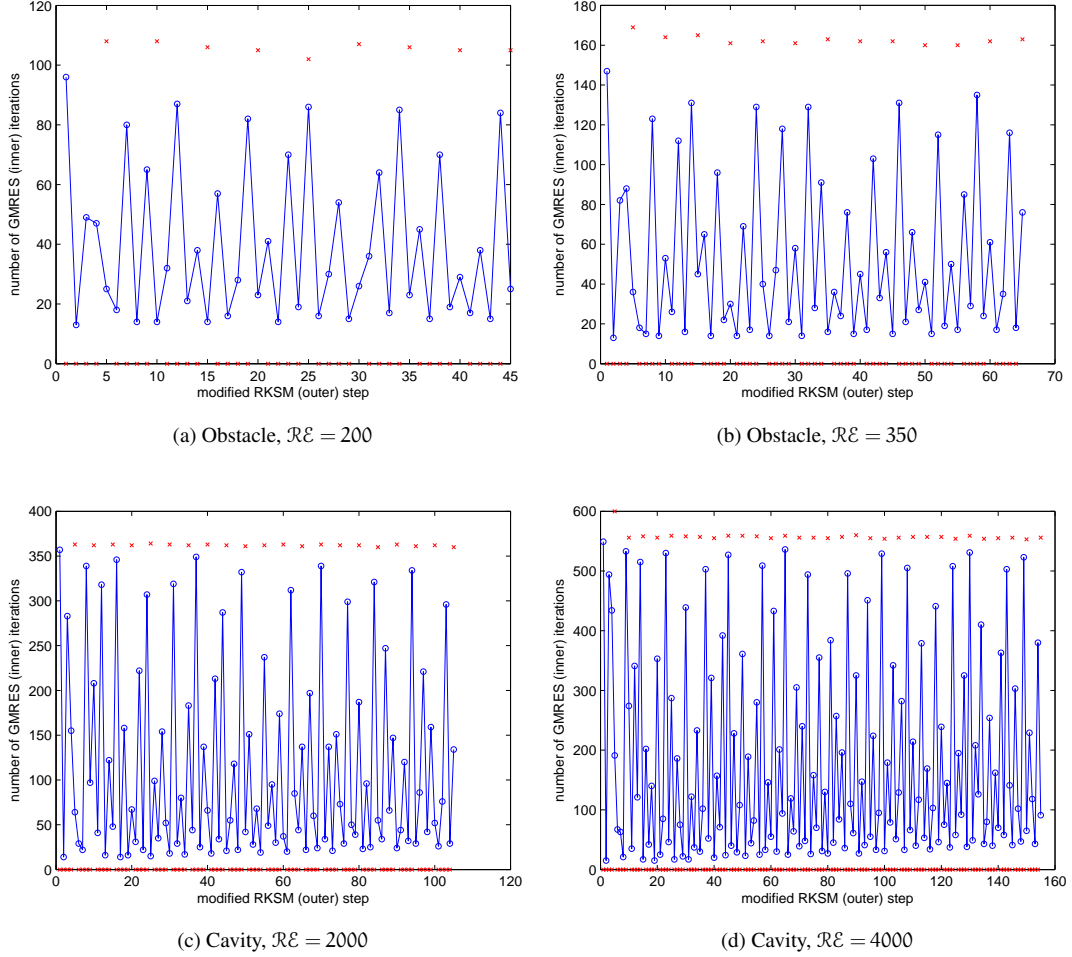 120
100
80
60
40
20
0
number of GMRES (inner) iterations
0 5 10 15 20 25 30 35 40 45
modified RKSM (outer) step
(a) Obstacle, ℛℰ = 200
180
160
140
120
100
80
60
40
20
0
number of GMRES (inner) iterations
0 10 20 30 40 50 60 70
modified RKSM (outer) step
(b) Obstacle, ℛℰ = 350
400
350
300
250
200
150
100
50
0
number of GMRES (inner) iterations
0 20 40 60 80 100 120
modified RKSM (outer) step
(c) Cavity, ℛℰ = 2000
600
500
400
300
200
100
0
number of GMRES (inner) iterations
0 20 40 60 80 100 120 140 160
modified RKSM (outer) step
(d) Cavity, ℛℰ = 4000